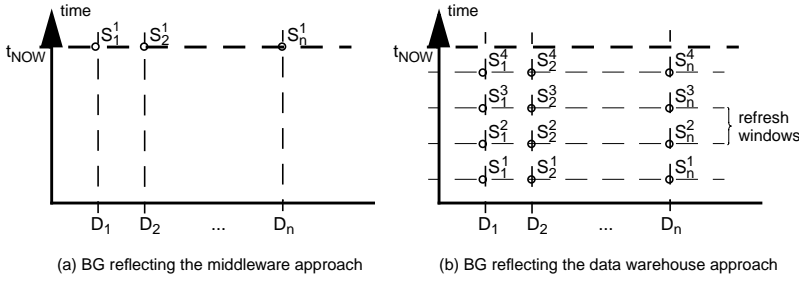 time
t_NOW
S_1^1 S_2^1 S_n^1
D_1 D_2 ... D_n
(a) BG reflecting the middleware approach
time
t_NOW
S_1^4 S_2^4 S_n^4
S_1^3 S_2^3 S_n^3
S_1^2 S_2^2 S_n^2
S_1^1 S_2^1 S_n^1
refresh
windows
D_1 D_2 ... D_n
(b) BG reflecting the data warehouse approach